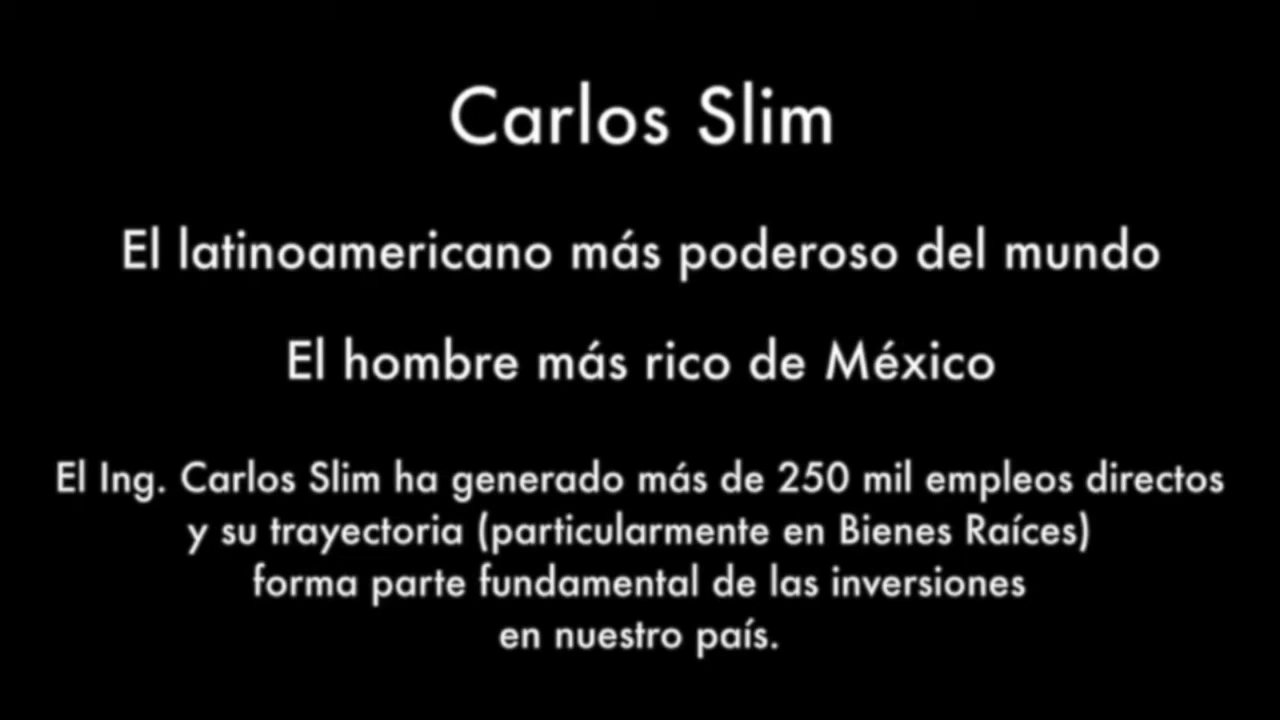 Carlos Slim
El latinoamericano más poderoso del mundo
El hombre más rico de México
El Ing. Carlos Slim ha generado más de 250 mil empleos directos
y su trayectoria (particularmente en Bienes Raíces)
forma parte fundamental de las inversiones
en nuestro país.